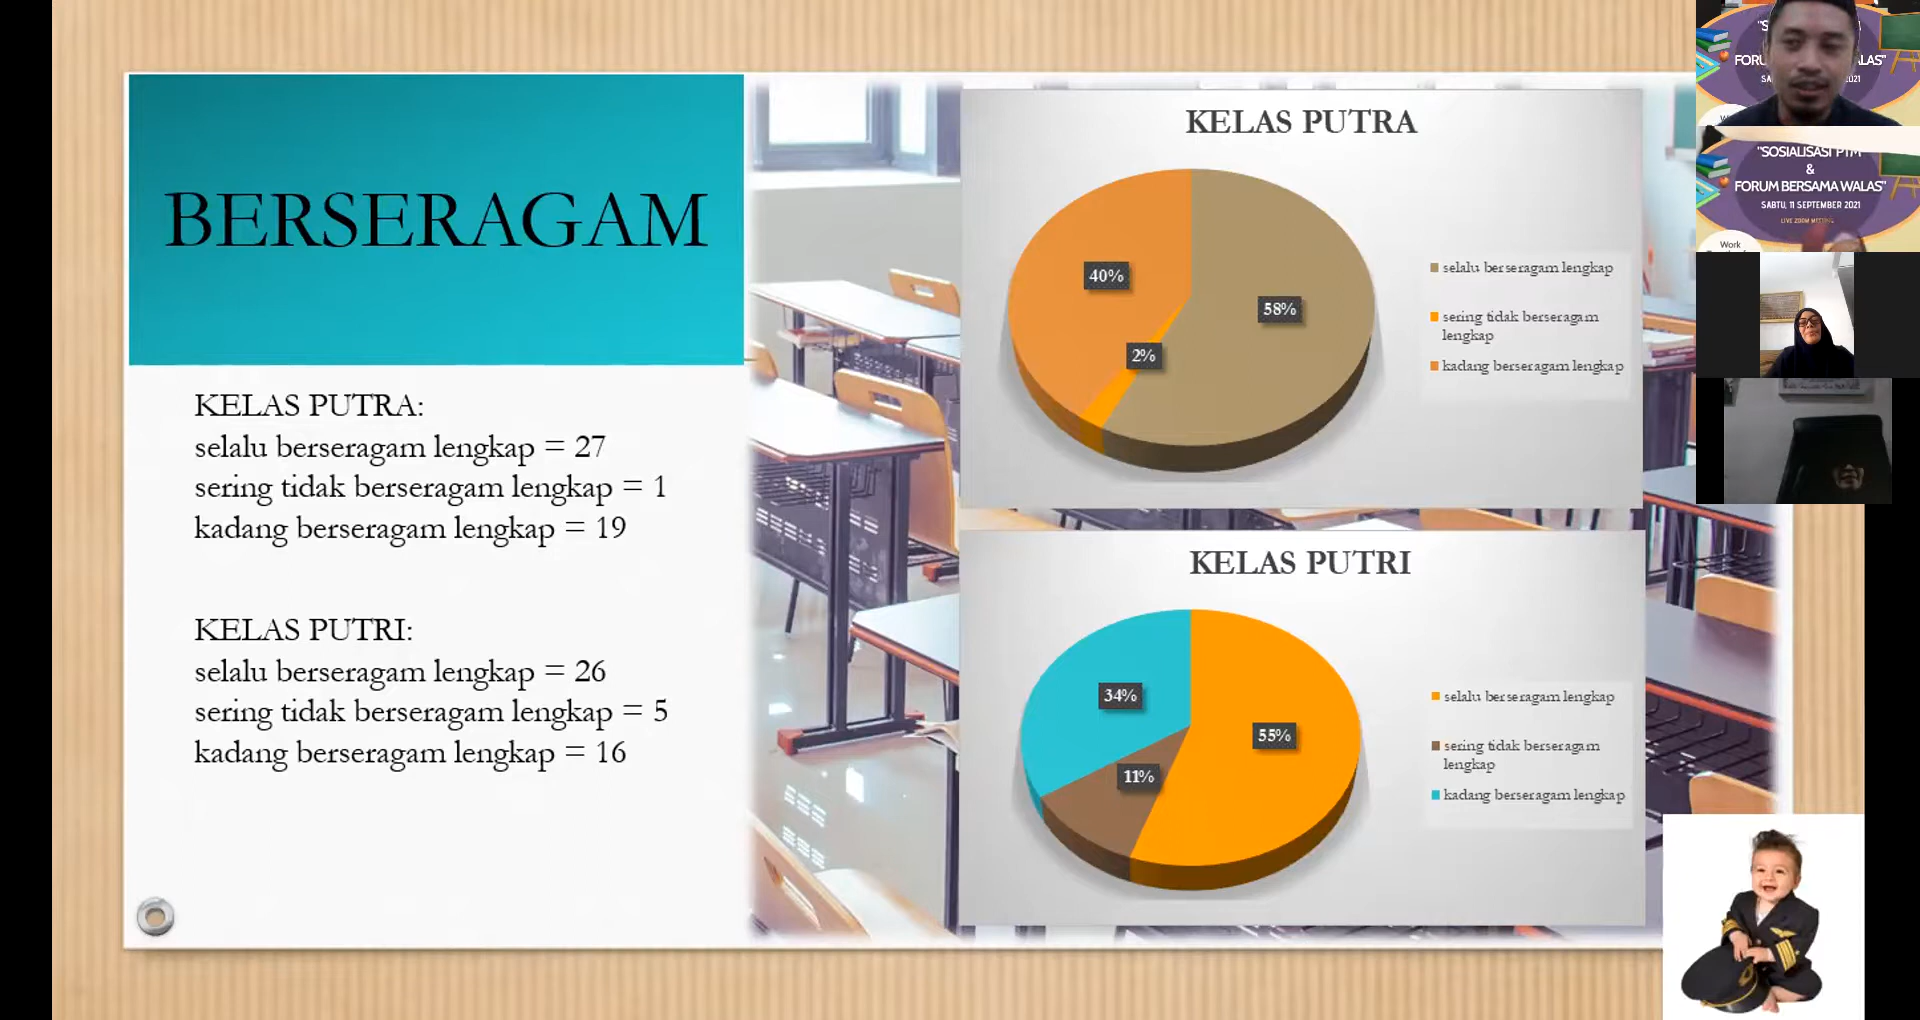 BERSERAGAM
KELAS PUTRA:
selalu berseragam lengkap = 27
sering tidak berseragam lengkap = 1
kadang berseragam lengkap = 19
KELAS PUTRI:
selalu berseragam lengkap = 26
sering tidak berseragam lengkap = 5
kadang berseragam lengkap = 16
KELAS PUTRA
40%
58%
2%
selalu berseragam lengkap
sering tidak berseragam
lengkap
kadang berseragam lengkap
KELAS PUTRI
34%
55%
11%
selalu berseragam lengkap
sering tidak berseragam
lengkap
kadang berseragam lengkap
"SOSIALISASI PTM
&
FORUM BERSAMA WALAS"
SABTU, 11 SEPTEMBER 2021
LIVE ZOOM MEETING
Work